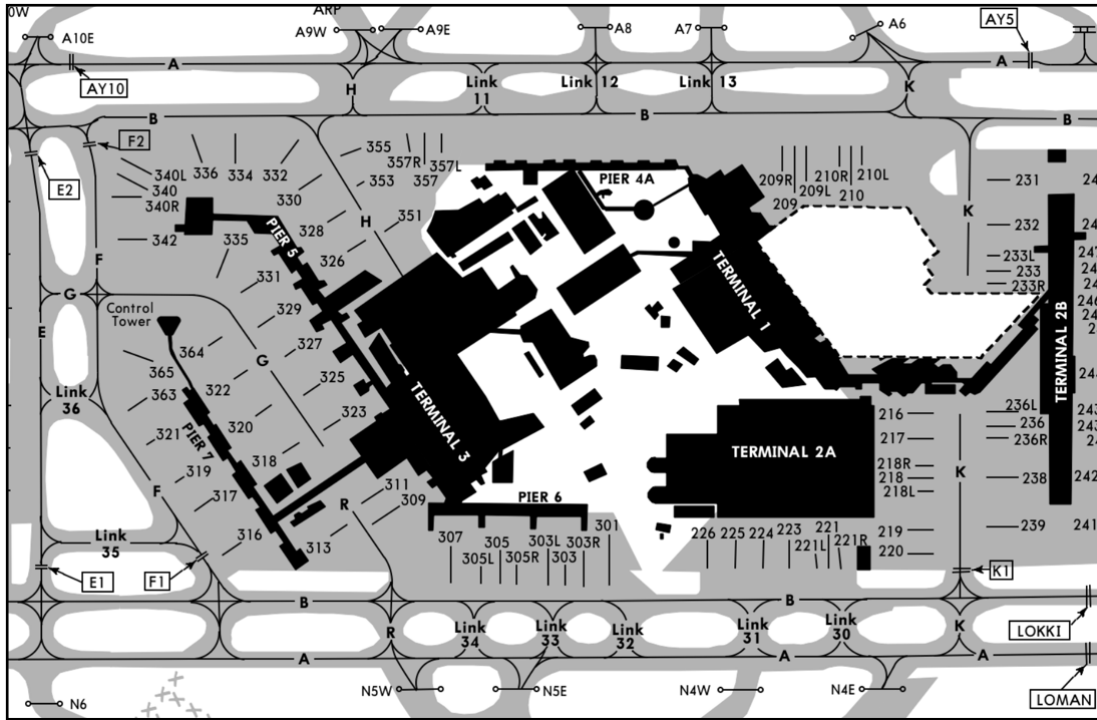 0W
ARP
A10E
A9W
A9E
A8
A7
A6
AY5
A
AY10
H
Link
11
Link 12
Link 13
K
A
B
F2
B
B
E2
340L
340
340R
336
334
332
330
355
353
357R
357
357L
PIER 4A
209R
209
209L
210R
210
210L
231
342
335
PIER 5
328
326
H
351
K
232
233L
233
233R
F
331
329
327
325
323
TERMINAL 1
TERMINAL 2B
G
Control
Tower
E
364
365
363
322
G
321
320
PIER 7
319
318
317
316
313
Link
36
F
TERMINAL 3
311
309
R
TERMINAL 2A
216
217
218R
218
218L
219
220
K
236L
236
236R
238
239
242
241
PIER 6
307
305
305L
305R
303L
303
303R
301
226
225
224
223
221
221L
221R
Link
35
E1
F1
K1
B
B
LOKKI
R
Link
34
Link
33
Link
32
Link
31
Link
30
K
A
A
A
LOMAN
N6
N5W
N5E
N4W
N4E